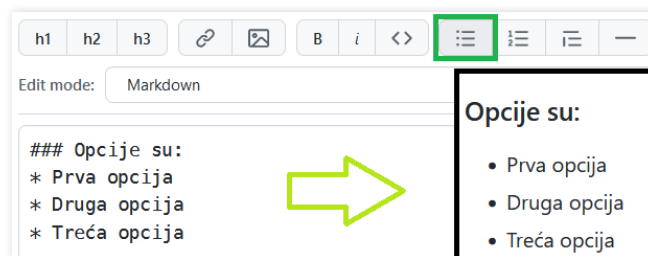 h1 h2 h3 B i <>
Edit mode: Markdown
### Opcije su:
* Prva opcija
* Druga opcija
* Treća opcija
Opcije su:
• Prva opcija
• Druga opcija
• Treća opcija